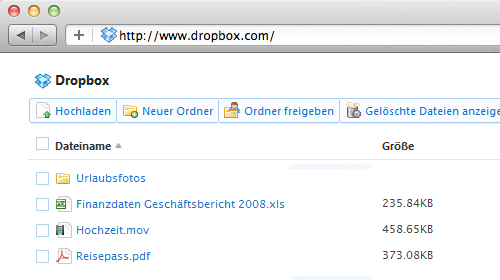 http://www.dropbox.com/
Dropbox
Hochladen Neuer Ordner Ordner freigeben Gelöschte Dateien anzeige
Dateiname Größe
Urlaubsfotos
Finanzdaten Geschäftsbericht 2008.xls 235.84KB
Hochzeit.mov 458.65KB
Reisepass.pdf 373.08KB